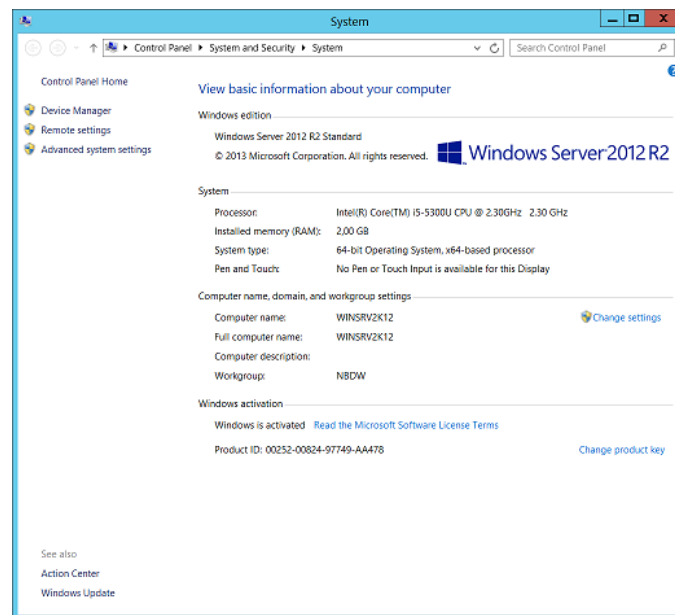 System
Control Panel System and Security System
Search Control Panel
Control Panel Home
Device Manager
Remote settings
Advanced system settings
View basic information about your computer
Windows edition
Windows Server 2012 R2 Standard
© 2013 Microsoft Corporation. All rights reserved.
Windows Server 2012 R2
System
Processor: Intel(R) Core(TM) i5-5300U CPU @ 2.30GHz 2.30 GHz
Installed memory (RAM): 2,00 GB
System type: 64-bit Operating System, x64-based processor
Pen and Touch: No Pen or Touch Input is available for this Display
Computer name, domain, and workgroup settings
Computer name: WINSRV2K12
Change settings
Full computer name: WINSRV2K12
Computer description:
Workgroup: NBDW
Windows activation
Windows is activated Read the Microsoft Software License Terms
Product ID: 00252-00824-97749-AA478
Change product key
See also
Action Center
Windows Update